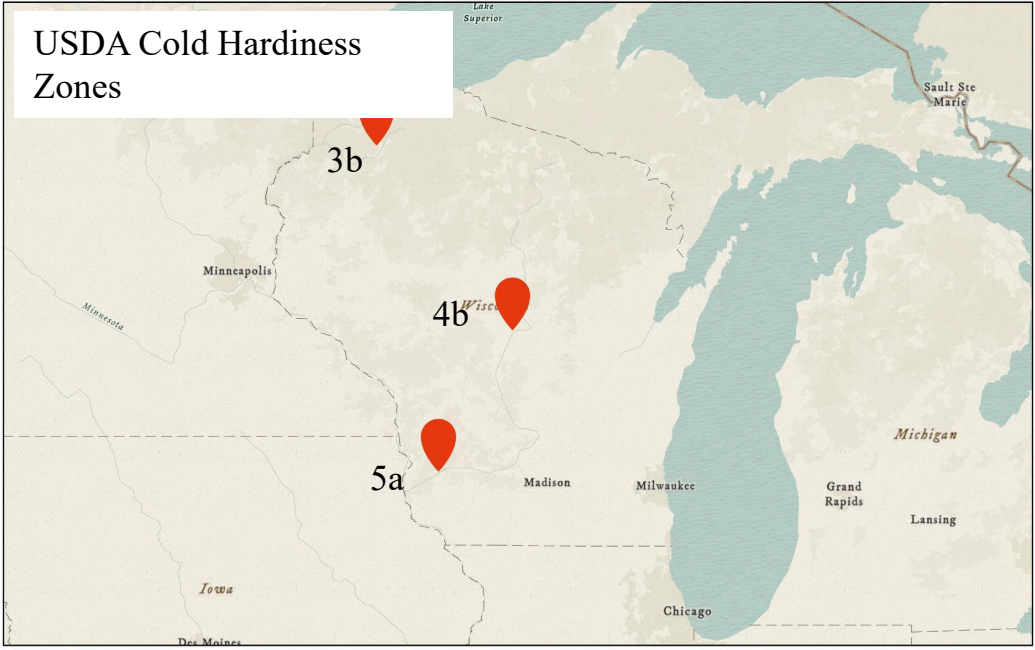 Lake
Superior
USDA Cold Hardiness
Zones
Sault Ste
Marie
3b
Minneapolis
Minnesota
4b
Wisc
Michigan
5a
Madison
Milwaukee
Grand
Rapids
Lansing
Iowa
Chicago
Des Moines